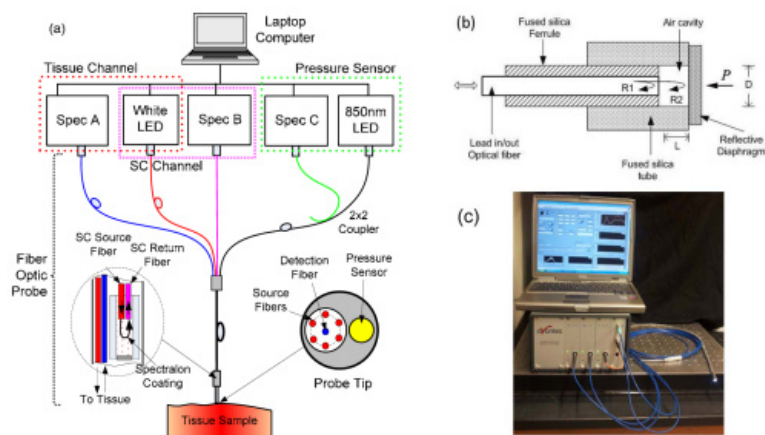 (a)
Laptop
Computer
Tissue Channel
Pressure Sensor
Spec A
White
LED
Spec B
Spec C
850nm
LED
SC Channel
2x2
Coupler
Fiber
Optic
Probe
SC Source
Fiber
SC Return
Fiber
Spectralon
Coating
To Tissue
Detection
Fiber
Source
Fibers
Pressure
Sensor
Probe Tip
Tissue Sample
(b)
Fused silica
Ferrule
Air cavity
R1
R2
P
D
L
Lead in/out
Optical fiber
Fused silica
tube
Reflective
Diaphragm
(c)